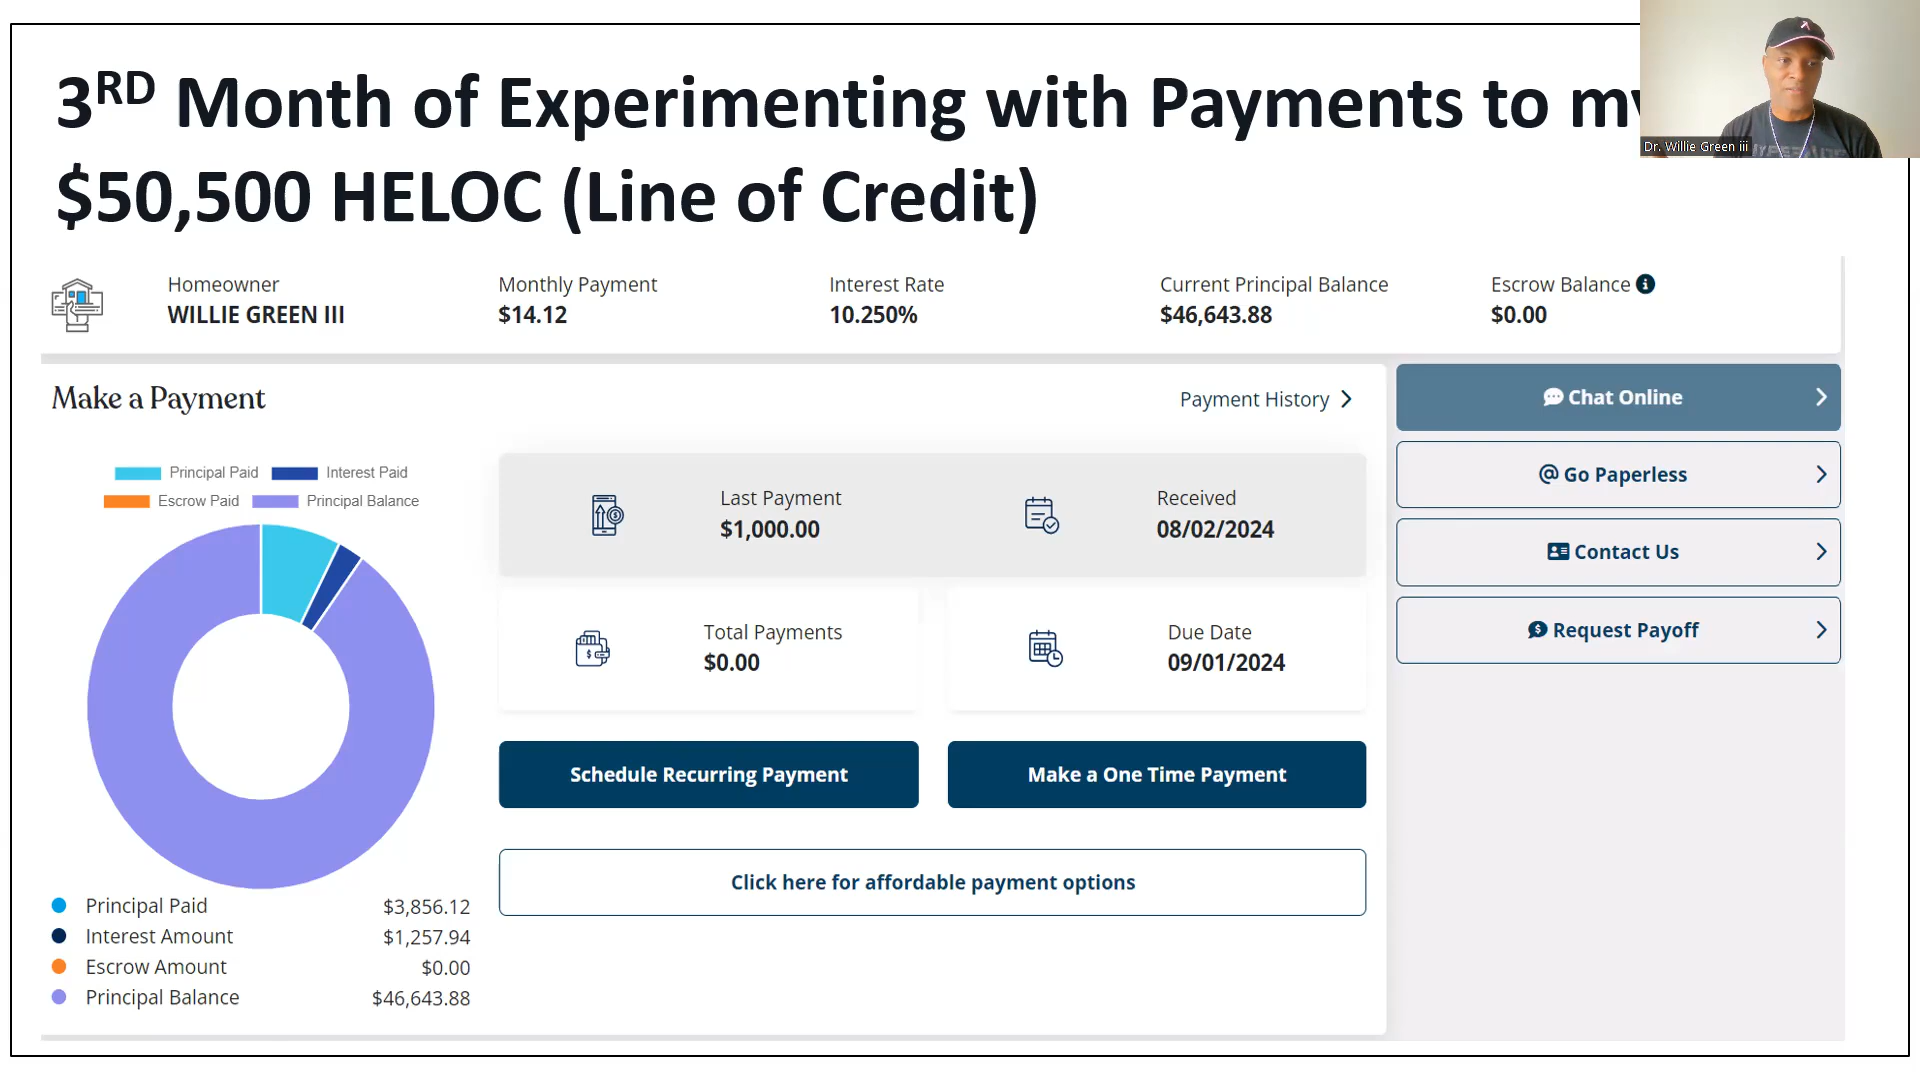 3RD Month of Experimenting with Payments to my
$50,500 HELOC (Line of Credit)
Dr. Willie Green iii
Homeowner
WILLIE GREEN III
Monthly Payment
$14.12
Interest Rate
10.250%
Current Principal Balance
$46,643.88
Escrow Balance
$0.00
Make a Payment
Payment History
Principal Paid
Interest Paid
Escrow Paid
Principal Balance
Principal Paid $3,856.12
Interest Amount $1,257.94
Escrow Amount $0.00
Principal Balance $46,643.88
Last Payment
$1,000.00
Received
08/02/2024
Total Payments
$0.00
Due Date
09/01/2024
Schedule Recurring Payment
Make a One Time Payment
Click here for affordable payment options
Chat Online
Go Paperless
Contact Us
Request Payoff